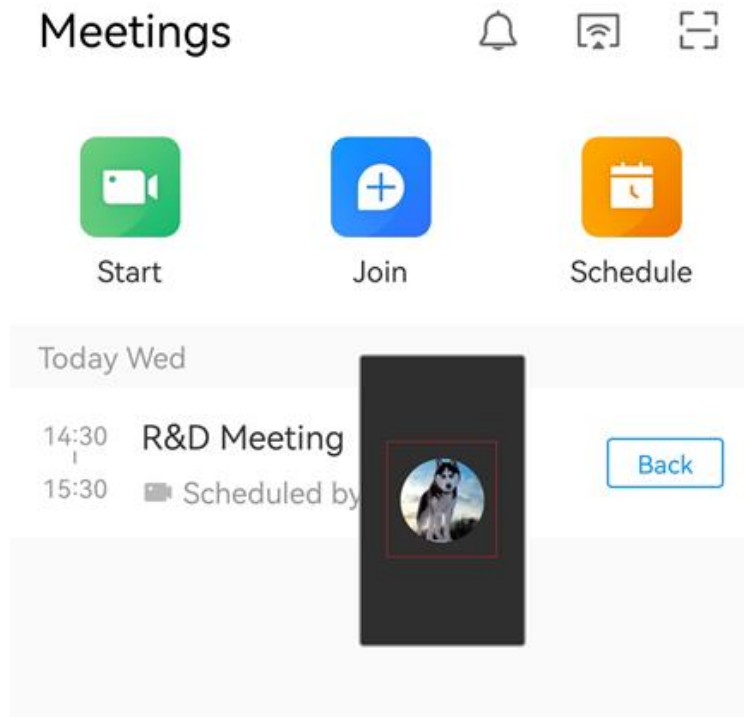 Meetings
Start
Join
Schedule
Today Wed
14:30
R&D Meeting
Back
15:30
Scheduled by